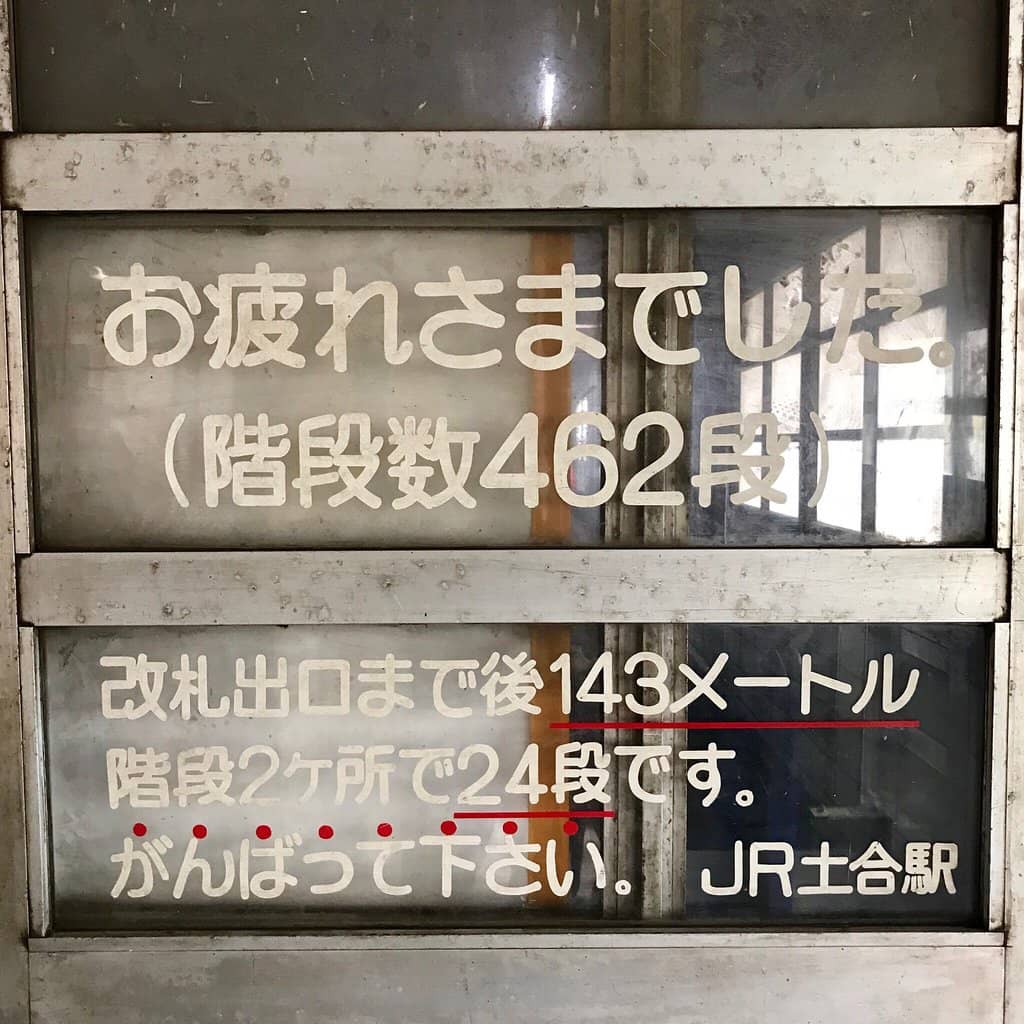 お疲れさまでした。
（階段数462段）
改札出口まで後143メートル
階段2ケ所で24段です。
がんばって下さい。 JR土合駅